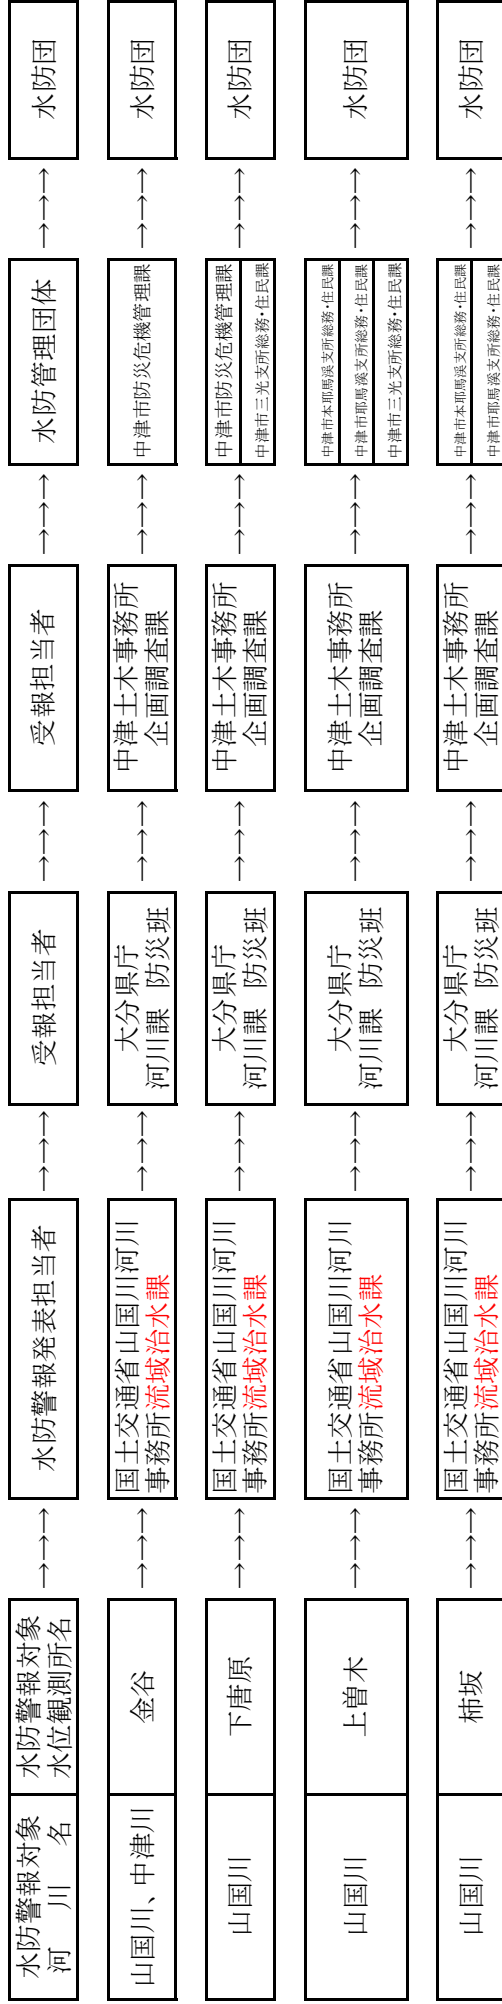 水防警報対象
河　川　名
水防警報対象
水位観測所名
→→→
水防警報発表担当者
→→→
受報担当者
→→→
受報担当者
→→→
水防管理団体
→→→
水防団
山国川、中津川
金谷
→→→
国土交通省山国川河川
事務所流域治水課
→→→
大分県庁
河川課　防災班
→→→
中津土木事務所
企画調査課
→→→
中津市防災危機管理課
→→→
水防団
山国川
下唐原
→→→
国土交通省山国川河川
事務所流域治水課
→→→
大分県庁
河川課　防災班
→→→
中津土木事務所
企画調査課
→→→
中津市防災危機管理課
中津市三光支所総務・住民課
→→→
水防団
山国川
上曽木
→→→
国土交通省山国川河川
事務所流域治水課
→→→
大分県庁
河川課　防災班
→→→
中津土木事務所
企画調査課
→→→
中津市本耶馬渓支所総務・住民課
中津市耶馬溪支所総務・住民課
中津市三光支所総務・住民課
→→→
水防団
山国川
柿坂
→→→
国土交通省山国川河川
事務所流域治水課
→→→
大分県庁
河川課　防災班
→→→
中津土木事務所
企画調査課
→→→
中津市本耶馬渓支所総務・住民課
中津市耶馬溪支所総務・住民課
→→→
水防団